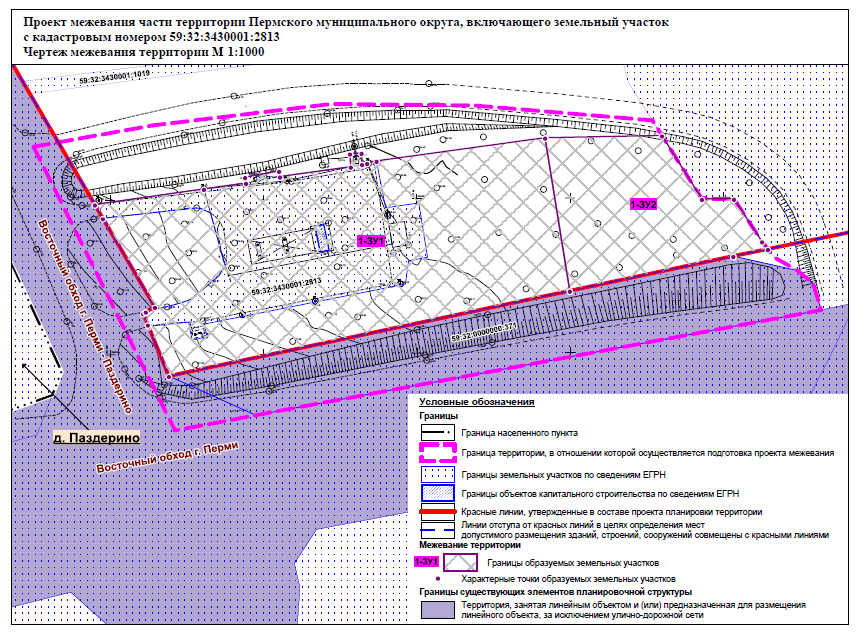 Проект межевания части территории Пермского муниципального округа, включающего земельный участок
с кадастровым номером 59:32:3430001:2813
Чертеж межевания территории М 1:1000
59:32:3430001:1019
1-ЗУ2
1-ЗУ1
Восточный обход г. Перми - Паздерино
59:32:3430001:2813
59:32:0000000:371
д. Паздерино
Восточный обход г. Перми
Условные обозначения
Границы
Граница населенного пункта
Граница территории, в отношении которой осуществляется подготовка проекта межевания
Границы земельных участков по сведениям ЕГРН
Границы объектов капитального строительства по сведениям ЕГРН
Красные линии, утвержденные в составе проекта планировки территории
Линии отступа от красных линий в целях определения мест
допустимого размещения зданий, строений, сооружений совмещены с красными линиями
Межевание территории
1-ЗУ1 Границы образуемых земельных участков
Характерные точки образуемых земельных участков
Границы существующих элементов планировочной структуры
Территория, занятая линейным объектом и (или) предназначенная для размещения
линейного объекта, за исключением улично-дорожной сети